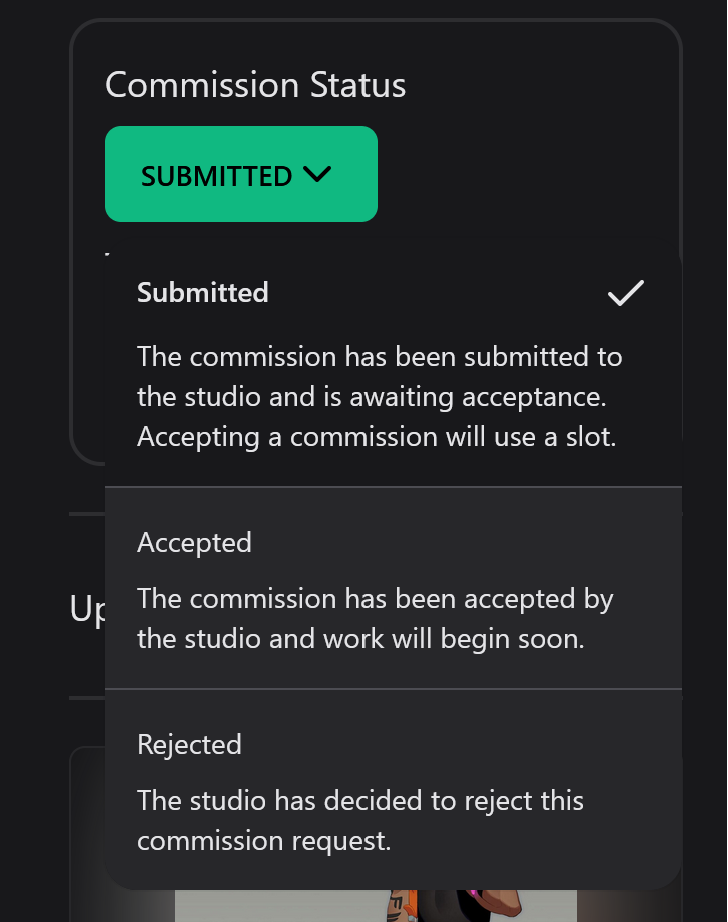 Commission Status
SUBMITTED
Submitted
The commission has been submitted to
the studio and is awaiting acceptance.
Accepting a commission will use a slot.
Accepted
Up
The commission has been accepted by
the studio and work will begin soon.
Rejected
The studio has decided to reject this
commission request.